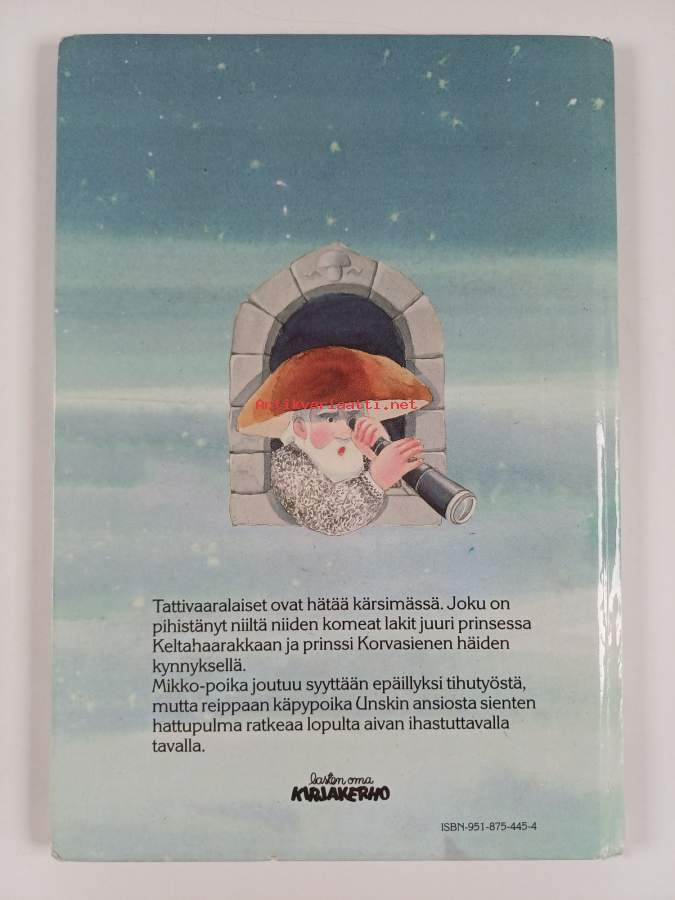 Antikvariaatti.net
Tattivaaralaiset ovat hätää kärsimässä. Joku on
pihistänyt niiltä niiden komeat lakit juuri prinsessa
Keltahaarakkaan ja prinssi Korvasienen häiden
kynnyksellä.
Mikko-poika joutuu syyttään epäillyksi tihutyöstä,
mutta reippaan käpypoika Unskin ansiosta sienten
hattupulma ratkeaa lopulta aivan ihastuttavalla
tavalla.
lasten oma
KIRJAKERHO
ISBN-951-875-445-4